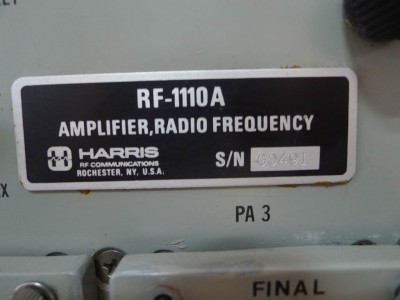 RF-1110A
AMPLIFIER,RADIO FREQUENCY
HARRIS
RF COMMUNICATIONS
ROCHESTER, NY, U.S.A.
S/N
PA 3
FINAL